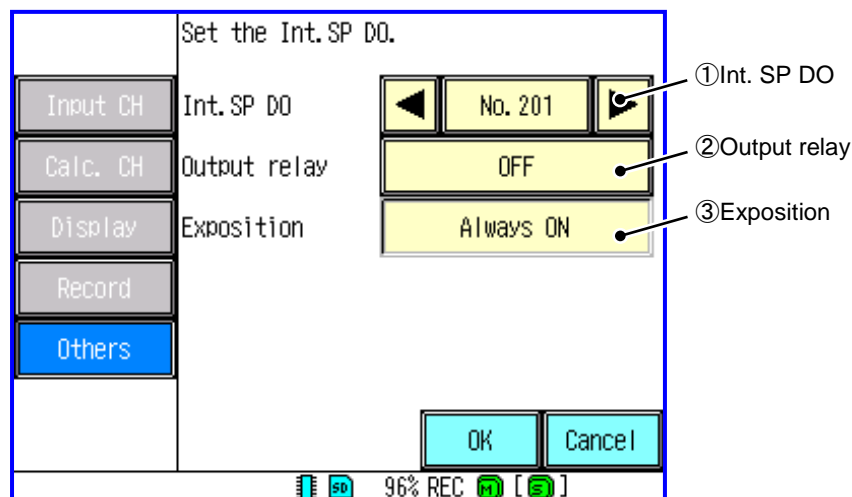 Set the Int.SP DO.
Input CH
Int.SP DO
No.201
①Int. SP DO
Calc. CH
Output relay
OFF
②Output relay
Display
Exposition
Always ON
③Exposition
Record
Others
OK
Cancel
SD 96% REC M [S]